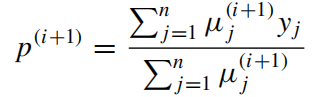 p^{(i+1)} = \frac{\sum_{j=1}^{n} \mu_j^{(i+1)} y_j}{\sum_{j=1}^{n} \mu_j^{(i+1)}}